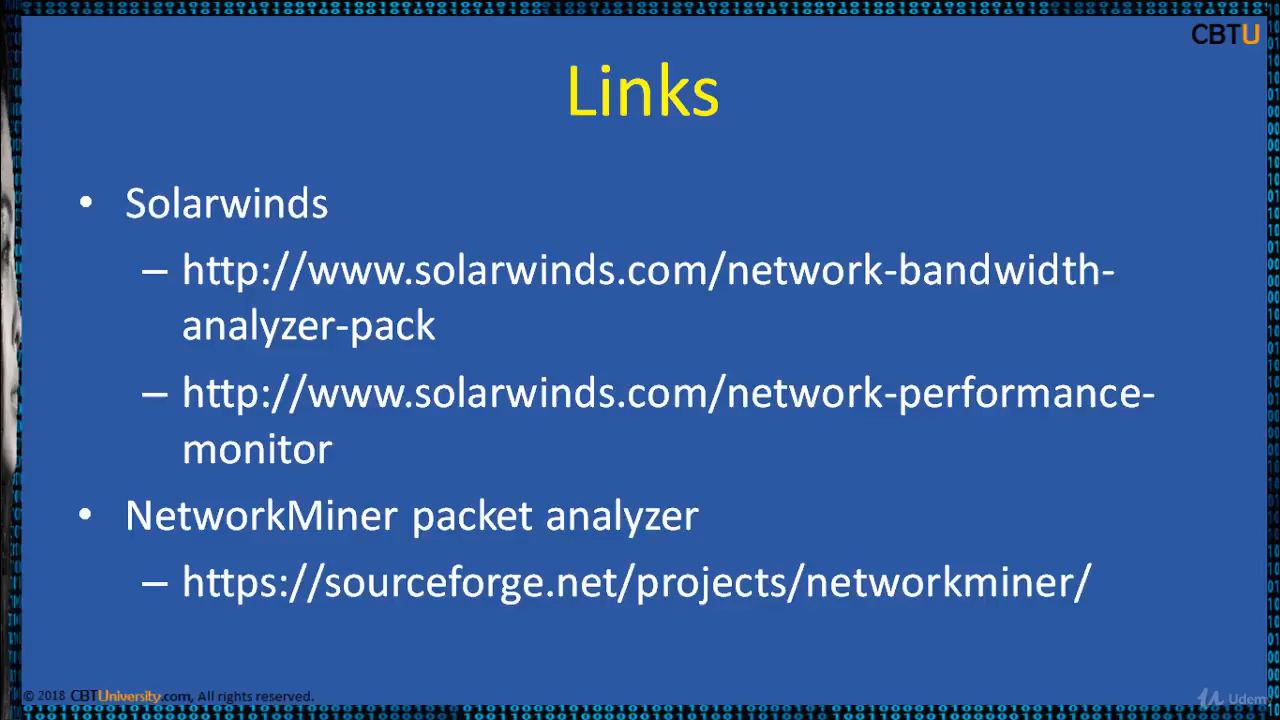 CBTU
Links
• Solarwinds
– http://www.solarwinds.com/network-bandwidth-
analyzer-pack
– http://www.solarwinds.com/network-performance-
monitor
• NetworkMiner packet analyzer
– https://sourceforge.net/projects/networkminer/
© 2018 CBTUniversity.com, All rights reserved.
Udem